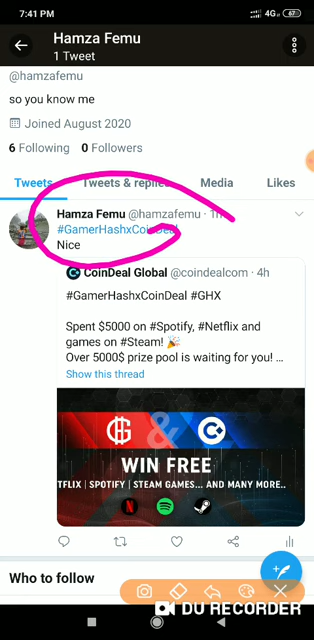 7:41 PM
4G
67
Hamza Femu
1 Tweet
@hamzafemu
so you know me
Joined August 2020
6 Following 0 Followers
Tweets Tweets & replies Media Likes
Hamza Femu @hamzafemu · 1h
#GamerHashxCoinDeal
Nice
CoinDeal Global @coindealcom · 4h
#GamerHashxCoinDeal #GHX
Spent $5000 on #Spotify, #Netflix and
games on #Steam! 🎉
Over 5000$ prize pool is waiting for you! ...
Show this thread
&
WIN FREE
TFLIX | SPOTIFY | STEAM GAMES... AND MANY MORE..
Who to follow
DU RECORDER